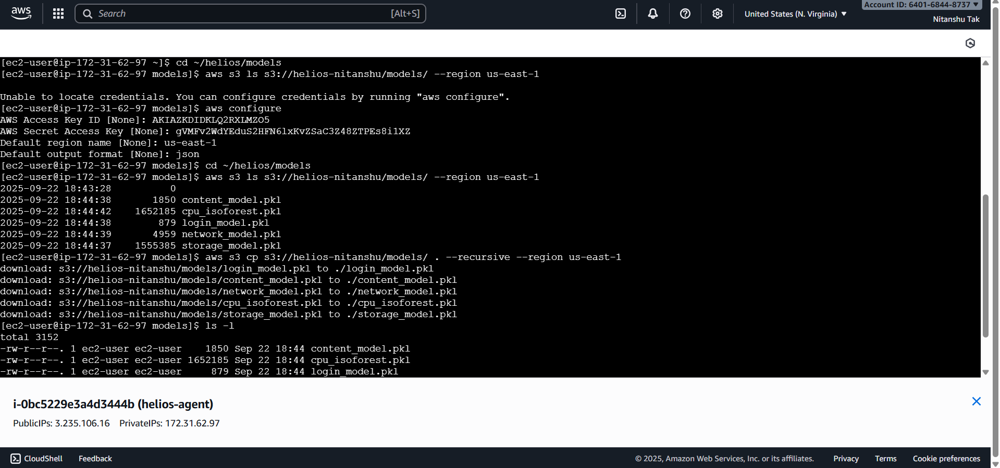 aws
Search
[Alt+S]
United States (N. Virginia)
Account ID: 6401-6844-8737
Nitanshu Tak
[ec2-user@ip-172-31-62-97 ~]$ cd ~/helios/models
[ec2-user@ip-172-31-62-97 models]$ aws s3 ls s3://helios-nitanshu/models/ --region us-east-1
Unable to locate credentials. You can configure credentials by running "aws configure".
[ec2-user@ip-172-31-62-97 models]$ aws configure
AWS Access Key ID [None]: AKIAZKDIDKLQ2RXLMZO5
AWS Secret Access Key [None]:
Default region name [None]: us-east-1
Default output format [None]: json
[ec2-user@ip-172-31-62-97 models]$ cd ~/helios/models
[ec2-user@ip-172-31-62-97 models]$ aws s3 ls s3://helios-nitanshu/models/ --region us-east-1
2025-09-22 18:43:28          0
2025-09-22 18:44:38       1850 content_model.pkl
2025-09-22 18:44:42    1652185 cpu_isoforest.pkl
2025-09-22 18:44:38        879 login_model.pkl
2025-09-22 18:44:39       4959 network_model.pkl
2025-09-22 18:44:37    1555385 storage_model.pkl
[ec2-user@ip-172-31-62-97 models]$ aws s3 cp s3://helios-nitanshu/models/ . --recursive --region us-east-1
download: s3://helios-nitanshu/models/login_model.pkl to ./login_model.pkl
download: s3://helios-nitanshu/models/content_model.pkl to ./content_model.pkl
download: s3://helios-nitanshu/models/network_model.pkl to ./network_model.pkl
download: s3://helios-nitanshu/models/cpu_isoforest.pkl to ./cpu_isoforest.pkl
download: s3://helios-nitanshu/models/storage_model.pkl to ./storage_model.pkl
[ec2-user@ip-172-31-62-97 models]$ ls -l
total 3152
-rw-r--r--. 1 ec2-user ec2-user    1850 Sep 22 18:44 content_model.pkl
-rw-r--r--. 1 ec2-user ec2-user 1652185 Sep 22 18:44 cpu_isoforest.pkl
-rw-r--r--. 1 ec2-user ec2-user     879 Sep 22 18:44 login_model.pkl
i-0bc5229e3a4d3444b (helios-agent)
PublicIPs: 3.235.106.16 PrivateIPs: 172.31.62.97
CloudShell Feedback © 2025, Amazon Web Services, Inc. or its affiliates. Privacy Terms Cookie preferences